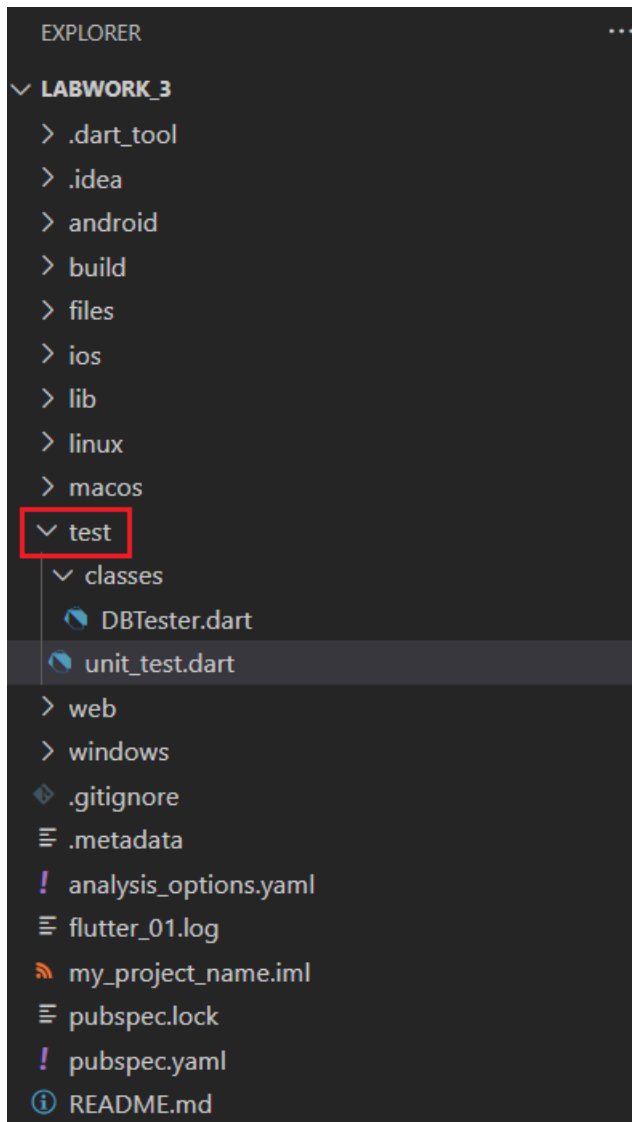 EXPLORER
LABWORK_3
.dart_tool
.idea
android
build
files
ios
lib
linux
macos
test
classes
DBTester.dart
unit_test.dart
web
windows
.gitignore
.metadata
analysis_options.yaml
flutter_01.log
my_project_name.iml
pubspec.lock
pubspec.yaml
README.md